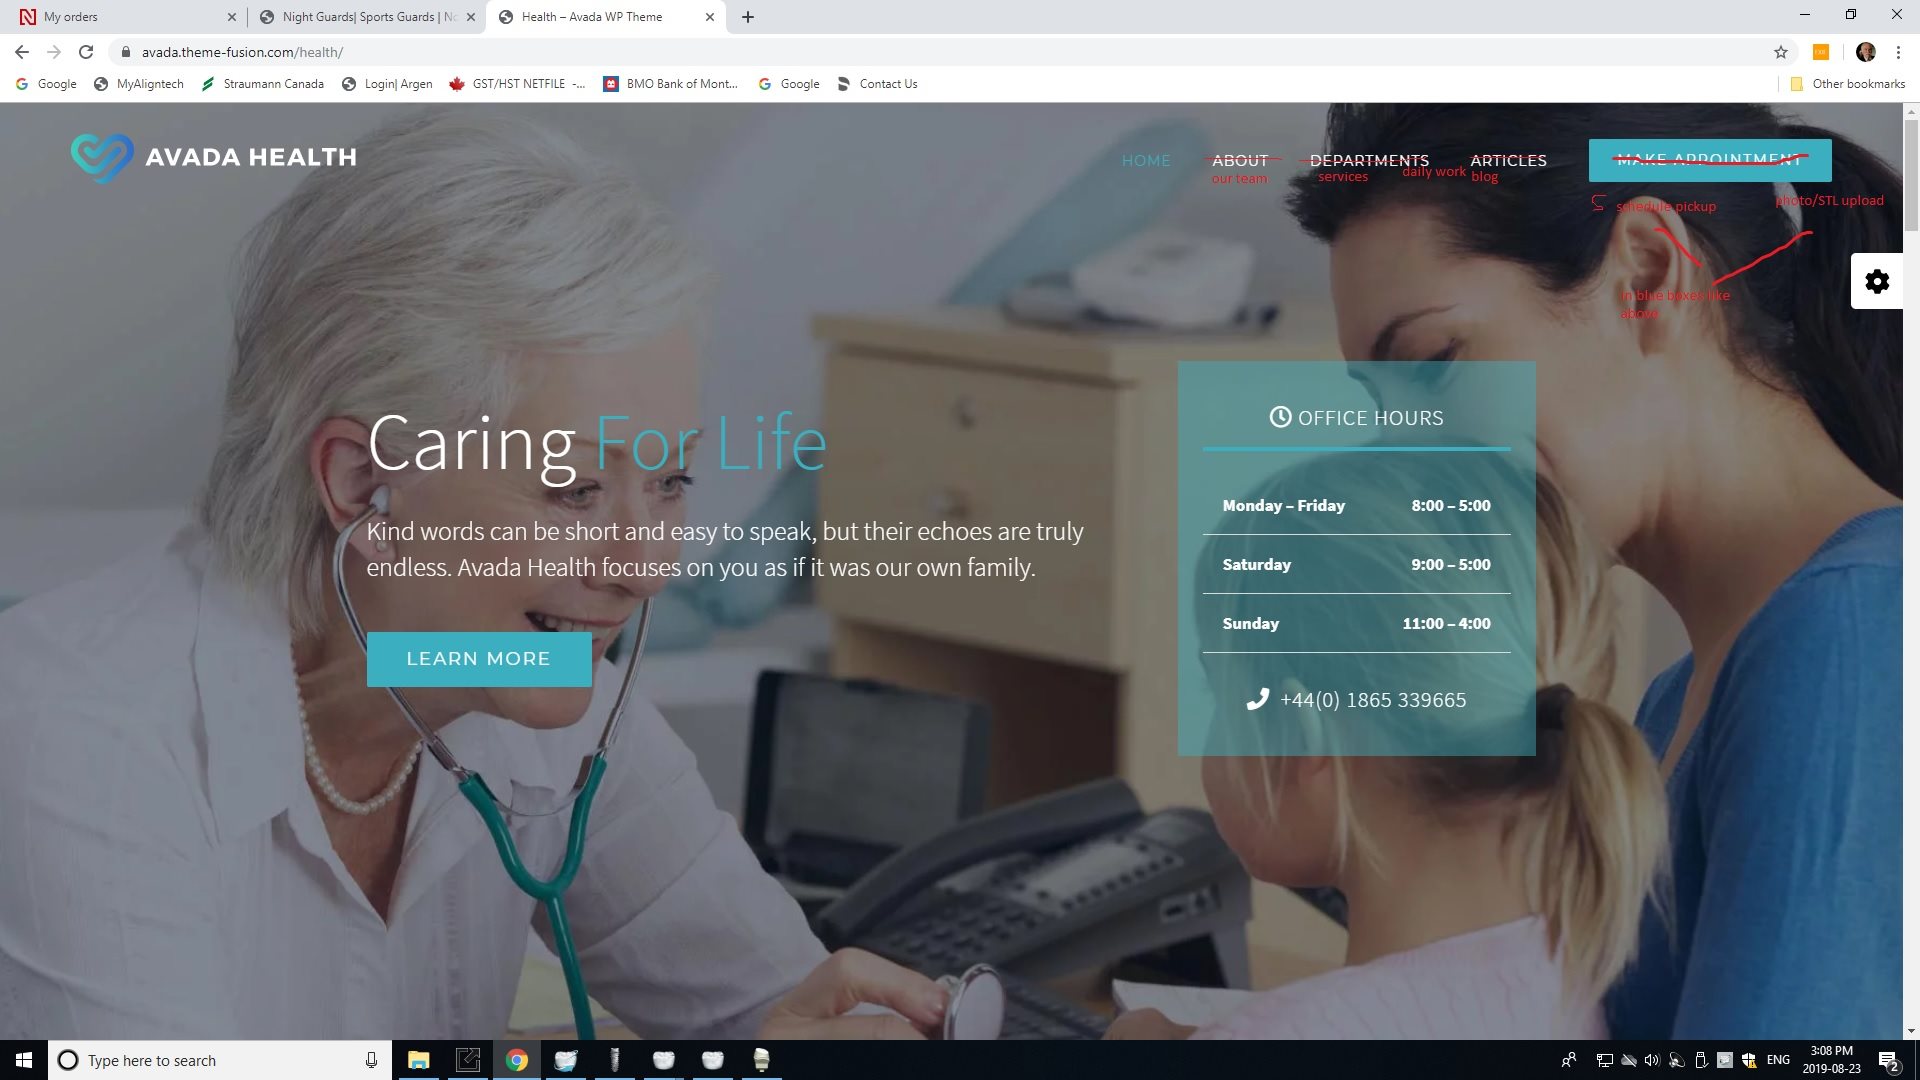 My orders
Night Guards| Sports Guards | No
Health – Avada WP Theme
avada.theme-fusion.com/health/
Google
MyAligntech
Straumann Canada
Login| Argen
GST/HST NETFILE -...
BMO Bank of Mont...
Google
Contact Us
Other bookmarks
AVADA HEALTH
HOME
ABOUT
DEPARTMENTS
ARTICLES
MAKE APPOINTMENT
our team
services
daily work
blog
schedule pickup
photo/STL upload
in blue boxes like
above
Caring For Life
Kind words can be short and easy to speak, but their echoes are truly
endless. Avada Health focuses on you as if it was our own family.
LEARN MORE
OFFICE HOURS
Monday – Friday 8:00 – 5:00
Saturday 9:00 – 5:00
Sunday 11:00 – 4:00
+44(0) 1865 339665
Type here to search
ENG
3:08 PM
2019-08-23
2